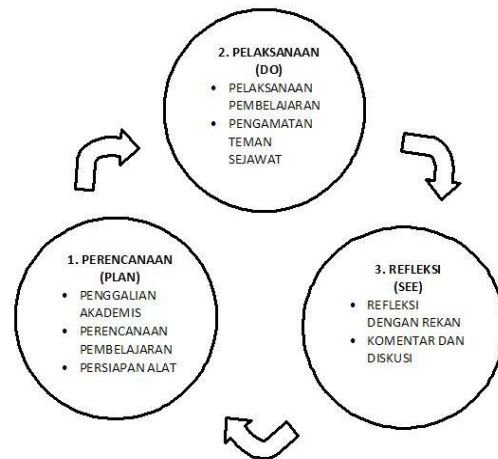 2. PELAKSANAAN
(DO)
• PELAKSANAAN
PEMBELAJARAN
• PENGAMATAN
TEMAN
SEJAWAT
1. PERENCANAAN
(PLAN)
• PENGGALIAN
AKADEMIS
• PERENCANAAN
PEMBELAJARAN
• PERSIAPAN ALAT
3. REFLEKSI
(SEE)
• REFLEKSI
DENGAN REKAN
• KOMENTAR DAN
DISKUSI